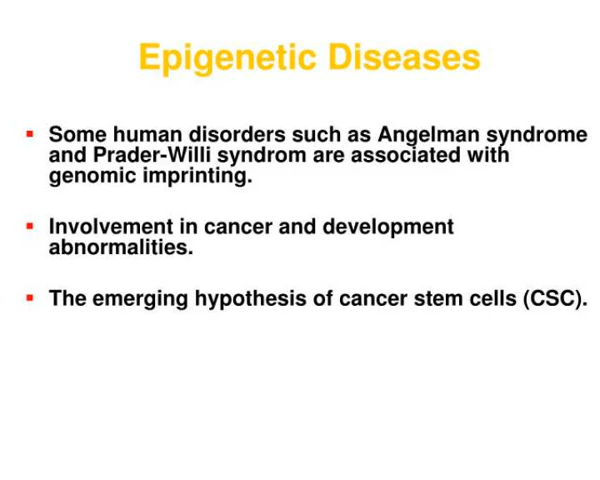 Epigenetic Diseases
▪ Some human disorders such as Angelman syndrome
and Prader-Willi syndrom are associated with
genomic imprinting.
▪ Involvement in cancer and development
abnormalities.
▪ The emerging hypothesis of cancer stem cells (CSC).